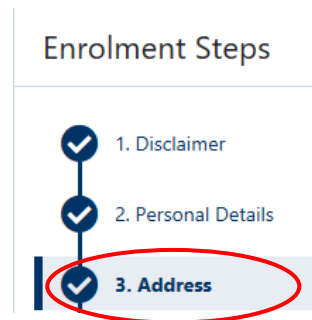 Enrolment Steps
1. Disclaimer
2. Personal Details
3. Address